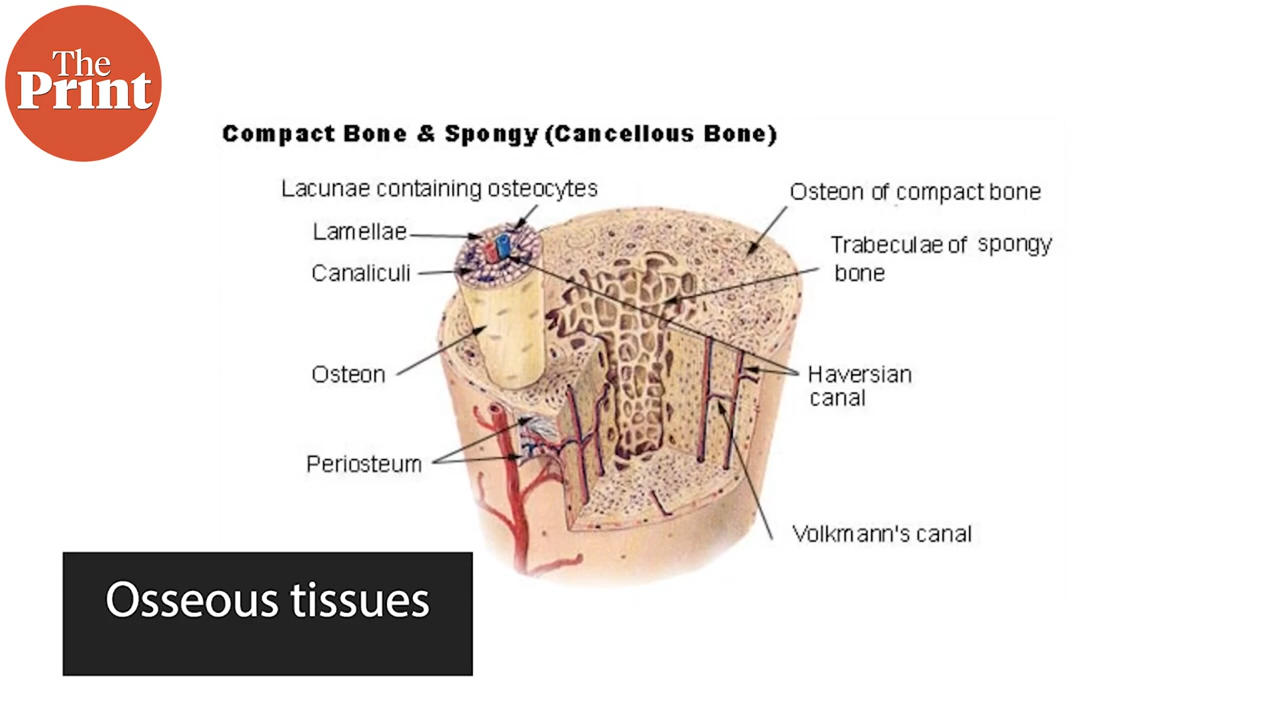 The
Print
Compact Bone & Spongy (Cancellous Bone)
Lacunae containing osteocytes
Lamellae
Canaliculi
Osteon
Periosteum
Osteon of compact bone
Trabeculae of spongy
bone
Haversian
canal
Volkmann's canal
Osseous tissues